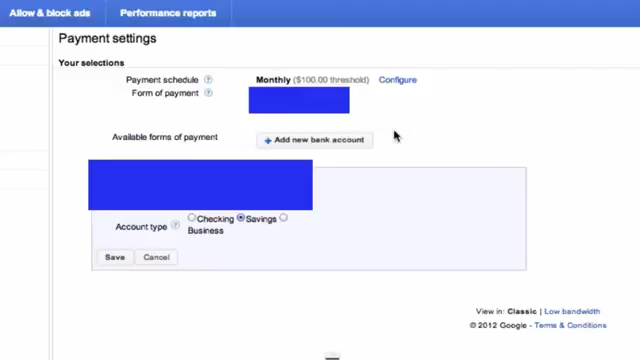 Allow & block ads Performance reports
Payment settings
Your selections
Payment schedule ? Monthly ($100.00 threshold) Configure
Form of payment ?
Available forms of payment + Add new bank account
Account type ? Checking Savings
Business
Save Cancel
View in: Classic | Low bandwidth
© 2012 Google - Terms & Conditions